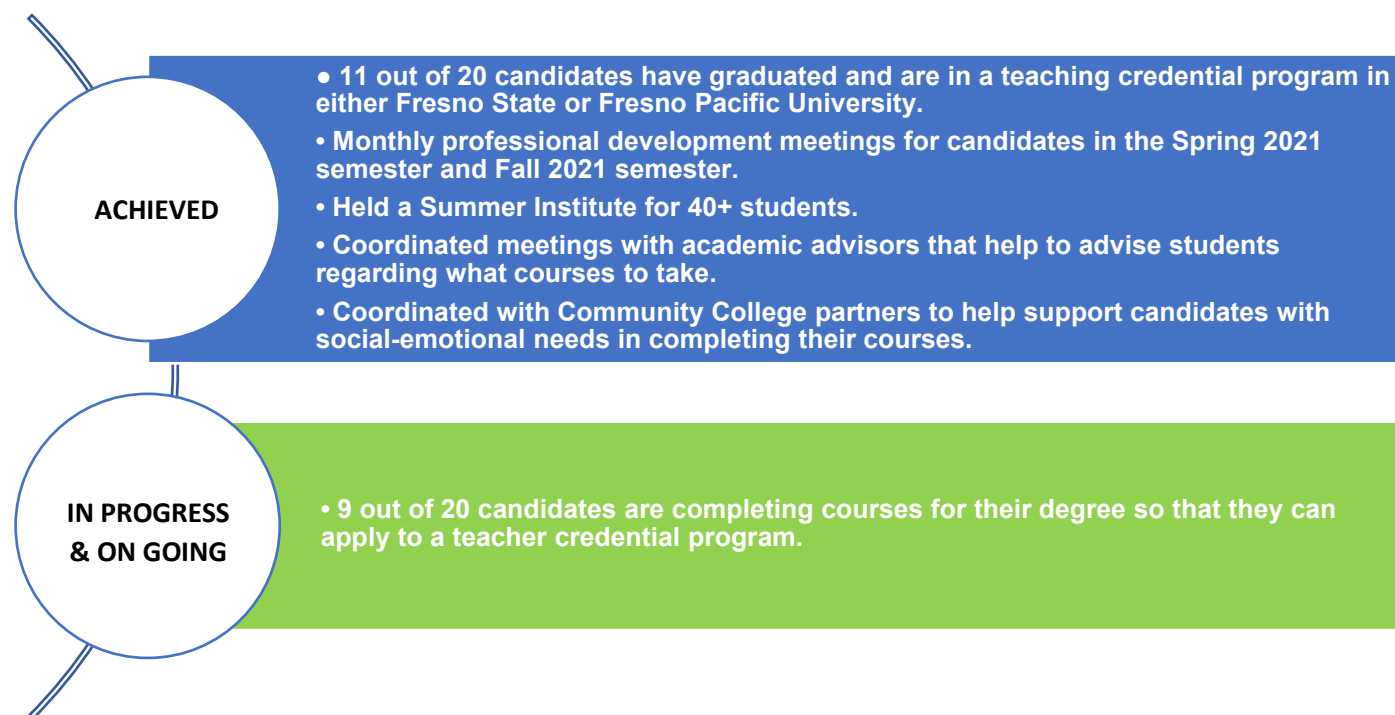 ACHIEVED
● 11 out of 20 candidates have graduated and are in a teaching credential program in
either Fresno State or Fresno Pacific University.
• Monthly professional development meetings for candidates in the Spring 2021
semester and Fall 2021 semester.
• Held a Summer Institute for 40+ students.
• Coordinated meetings with academic advisors that help to advise students
regarding what courses to take.
• Coordinated with Community College partners to help support candidates with
social-emotional needs in completing their courses.
IN PROGRESS
& ON GOING
• 9 out of 20 candidates are completing courses for their degree so that they can
apply to a teacher credential program.